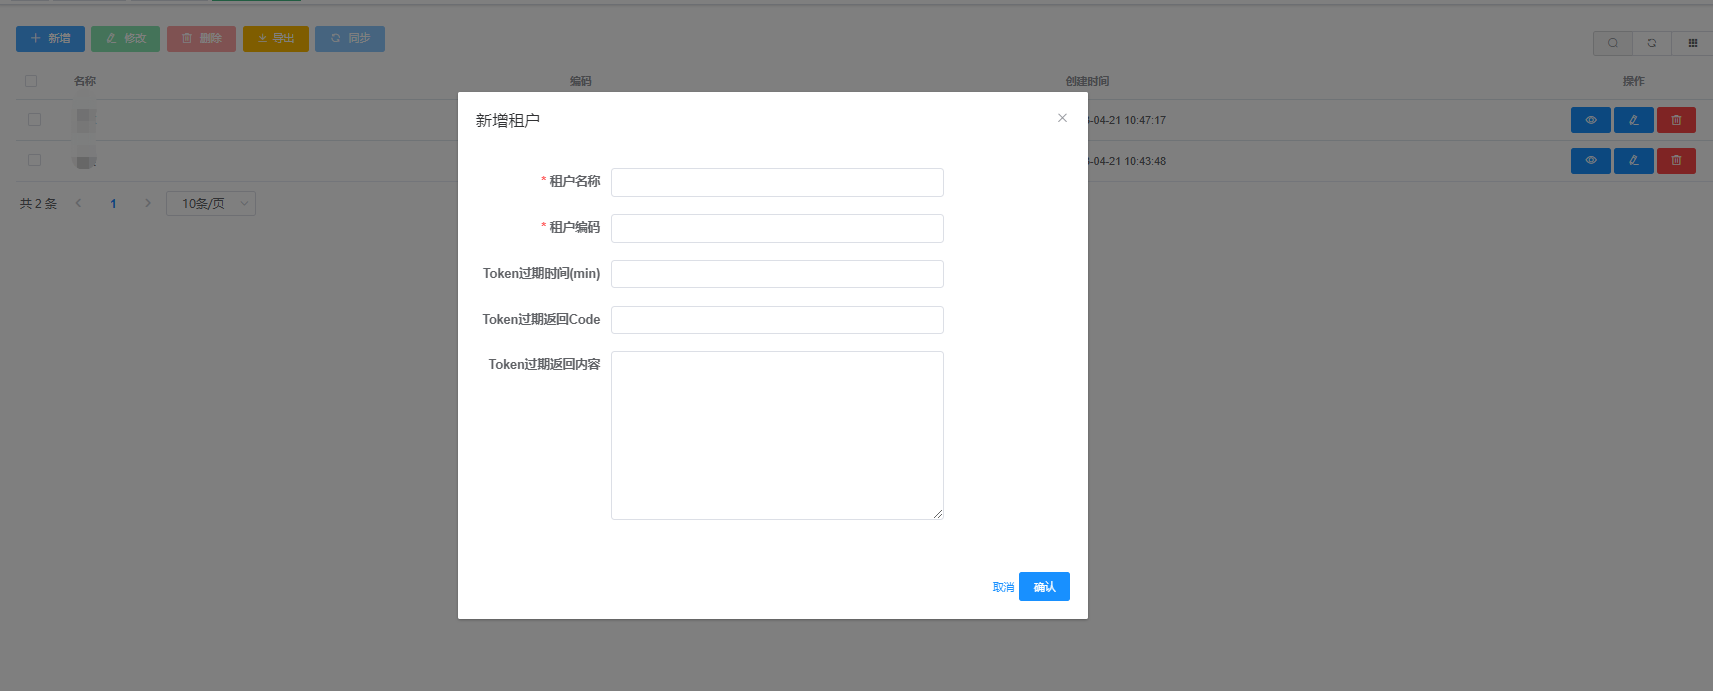 新增 修改 删除 导出 同步
名称 编码 创建时间 操作
新增租户
-04-21 10:47:17
-04-21 10:43:48
* 租户名称
共 2 条 1 10条/页
* 租户编码
Token过期时间(min)
Token过期返回Code
Token过期返回内容
取消 确认